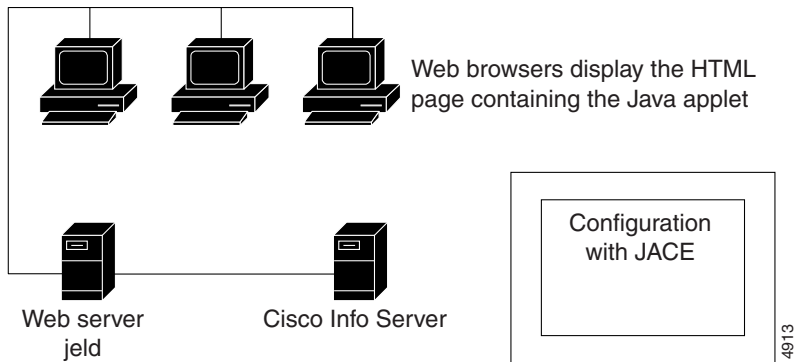 Web browsers display the HTML
page containing the Java applet
Configuration
with JACE
Web server
jeld
Cisco Info Server
4913